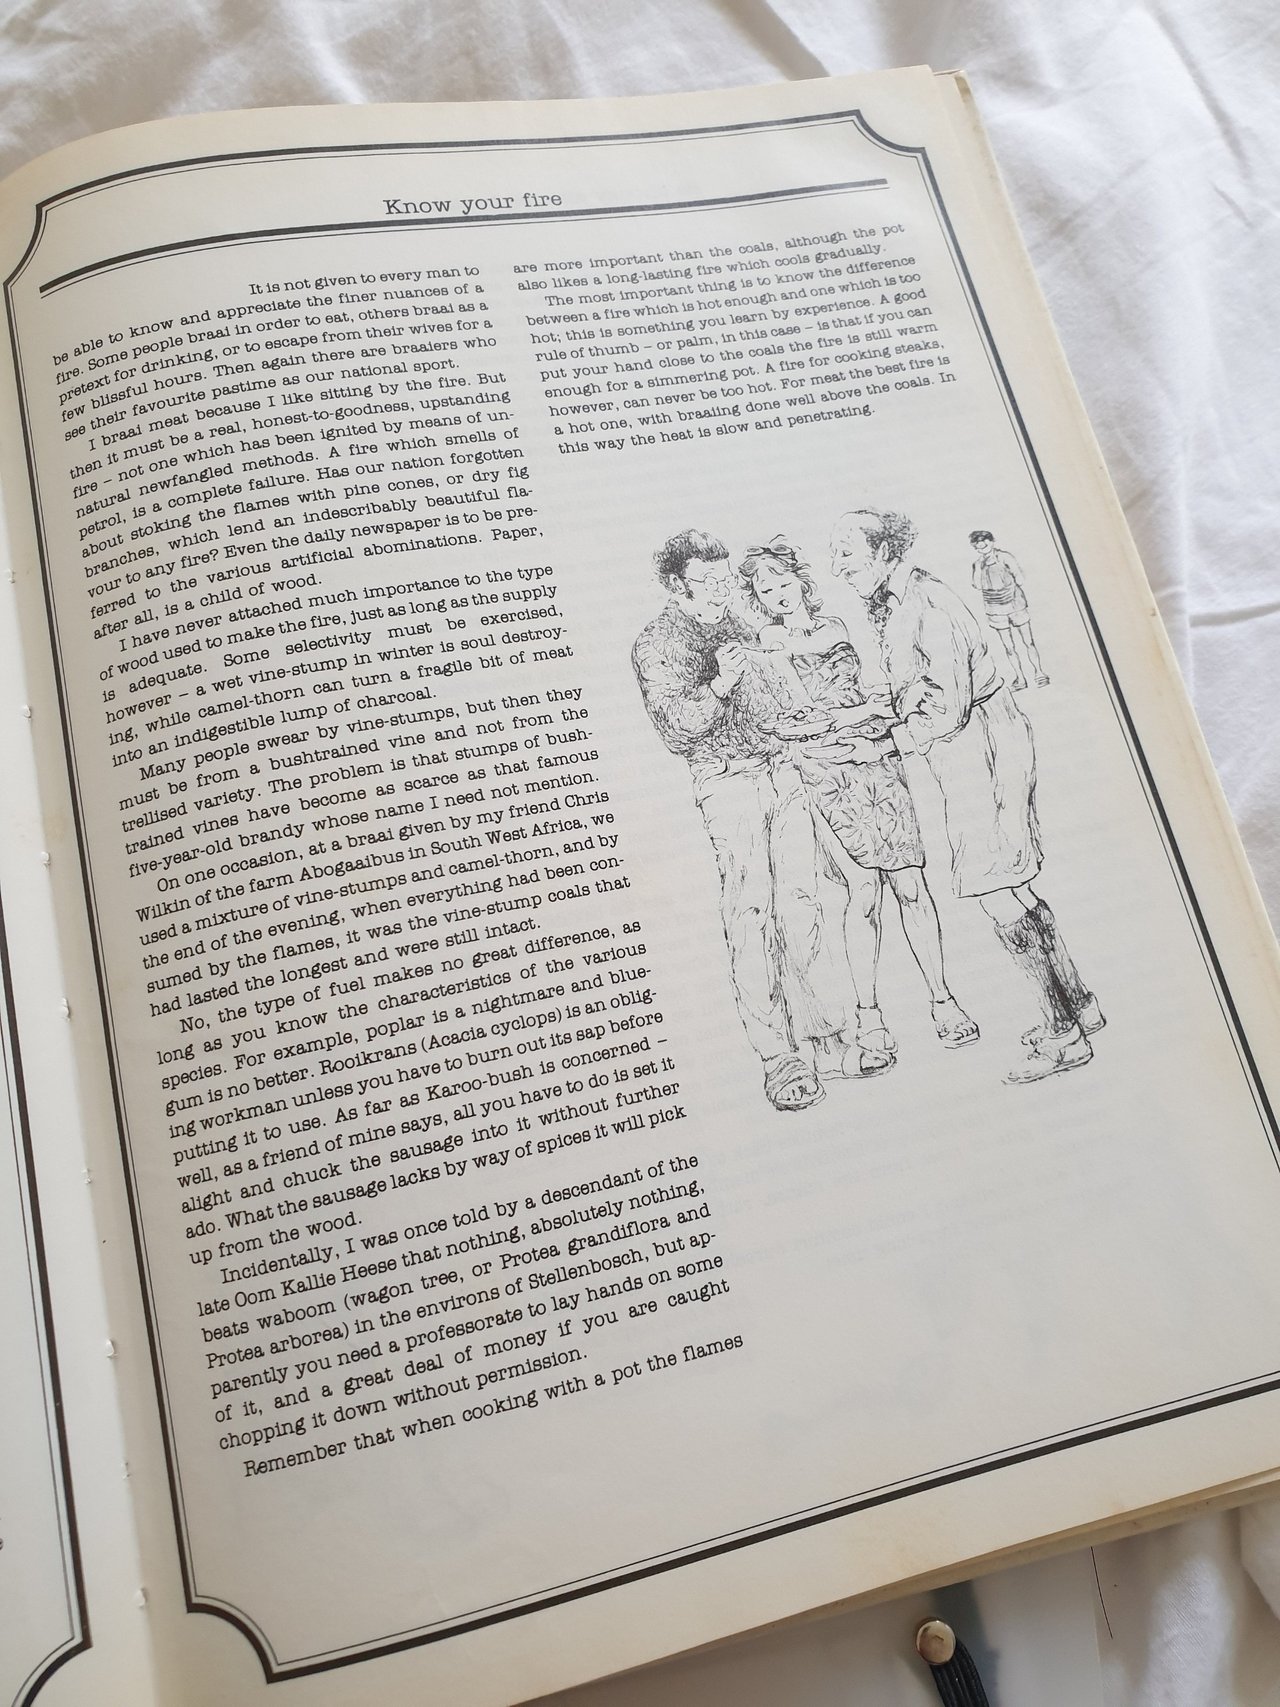 Know your fire
It is not given to every man to
be able to know and appreciate the finer nuances of a
fire. Some people braai in order to eat, others braai as a
pretext for drinking, or to escape from their wives for a
few blissful hours. Then again there are braaiers who
see their favourite pastime as our national sport.
I braai meat because I like sitting by the fire. But
then it must be a real, honest-to-goodness, upstanding
fire – not one which has been ignited by means of un-
natural newfangled methods. A fire which smells of
petrol, is a complete failure. Has our nation forgotten
about stoking the flames with pine cones, or dry fig
branches, which lend an indescribably beautiful fla-
vour to any fire? Even the daily newspaper is to be pre-
ferred to the various artificial abominations. Paper,
after all, is a child of wood.
I have never attached much importance to the type
of wood used to make the fire, just as long as the supply
is adequate. Some selectivity must be exercised,
however – a wet vine-stump in winter is soul destroy-
ing, while camel-thorn can turn a fragile bit of meat
into an indigestible lump of charcoal.
Many people swear by vine-stumps, but then they
must be from a bushtrained vine and not from the
trellised variety. The problem is that stumps of bush-
trained vines have become as scarce as that famous
five-year-old brandy whose name I need not mention.
On one occasion, at a braai given by my friend Chris
Wilkin of the farm Abogaaibus in South West Africa, we
used a mixture of vine-stumps and camel-thorn, and by
the end of the evening, when everything had been con-
sumed by the flames, it was the vine-stump coals that
had lasted the longest and were still intact.
No, the type of fuel makes no great difference, as
long as you know the characteristics of the various
species. For example, poplar is a nightmare and blue-
gum is no better. Rooikrans (Acacia cyclops) is an oblig-
ing workman unless you have to burn out its sap before
putting it to use. As far as Karoo-bush is concerned –
well, as a friend of mine says, all you have to do is set it
alight and chuck the sausage into it without further
ado. What the sausage lacks by way of spices it will pick
up from the wood.
Incidentally, I was once told by a descendant of the
late Oom Kallie Heese that nothing, absolutely nothing,
beats waboom (wagon tree, or Protea grandiflora and
Protea arborea) in the environs of Stellenbosch, but ap-
parently you need a professorate to lay hands on some
of it, and a great deal of money if you are caught
chopping it down without permission.
Remember that when cooking with a pot the flames
are more important than the coals, although the pot
also likes a long-lasting fire which cools gradually.
The most important thing is to know the difference
between a fire which is hot enough and one which is too
hot; this is something you learn by experience. A good
rule of thumb – or palm, in this case – is that if you can
put your hand close to the coals the fire is still warm
enough for a simmering pot. A fire for cooking steaks,
however, can never be too hot. For meat the best fire is
a hot one, with braaiing done well above the coals. In
this way the heat is slow and penetrating.